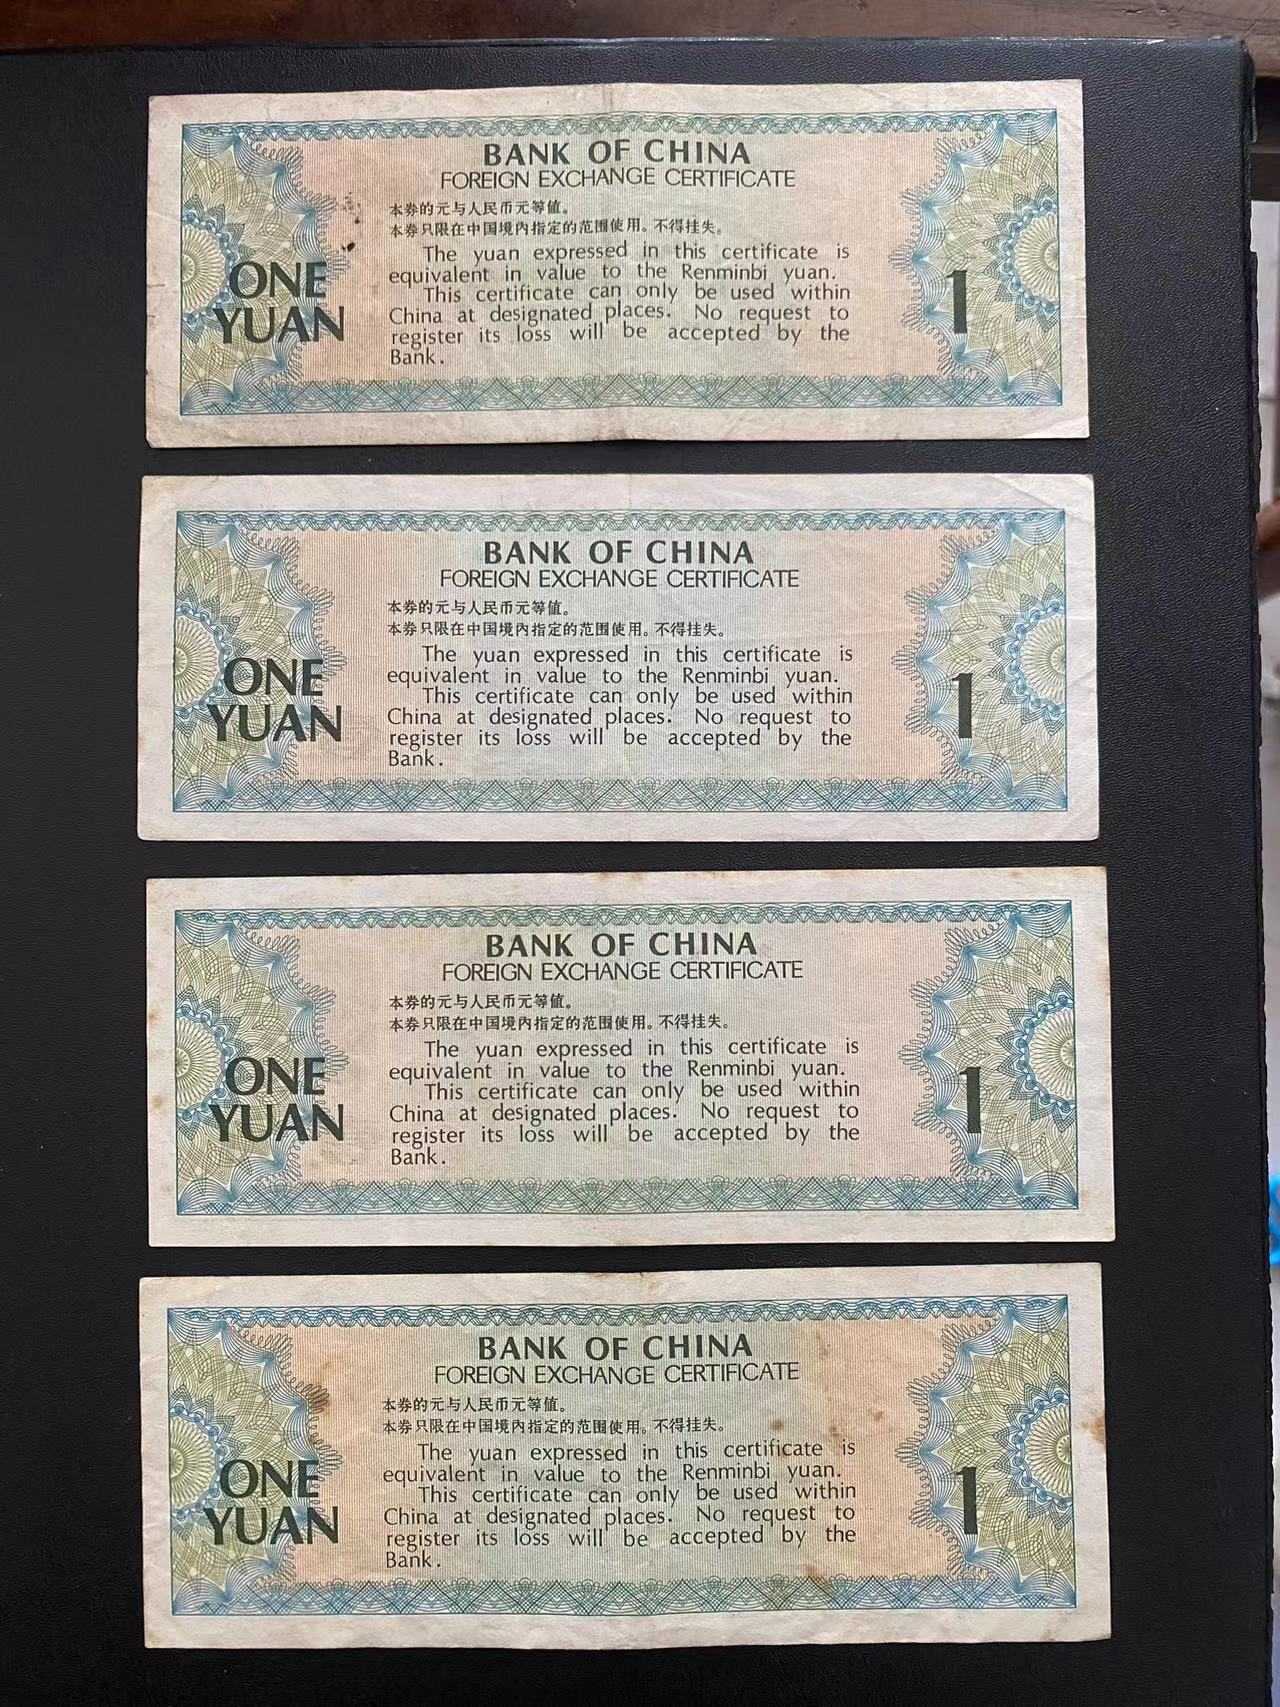 BANK OF CHINA
FOREIGN EXCHANGE CERTIFICATE
本券的元与人民币元等值。
本券只限在中国境内指定的范围使用。不得挂失。
The yuan expressed in this certificate is
equivalent in value to the Renminbi yuan.
This certificate can only be used within
China at designated places. No request to
register its loss will be accepted by the
Bank.
ONE
YUAN
1
BANK OF CHINA
FOREIGN EXCHANGE CERTIFICATE
本券的元与人民币元等值。
本券只限在中国境内指定的范围使用。不得挂失。
The yuan expressed in this certificate is
equivalent in value to the Renminbi yuan.
This certificate can only be used within
China at designated places. No request to
register its loss will be accepted by the
Bank.
ONE
YUAN
1
BANK OF CHINA
FOREIGN EXCHANGE CERTIFICATE
本券的元与人民币元等值。
本券只限在中国境内指定的范围使用。不得挂失。
The yuan expressed in this certificate is
equivalent in value to the Renminbi yuan.
This certificate can only be used within
China at designated places. No request to
register its loss will be accepted by the
Bank.
ONE
YUAN
1
BANK OF CHINA
FOREIGN EXCHANGE CERTIFICATE
本券的元与人民币元等值。
本券只限在中国境内指定的范围使用。不得挂失。
The yuan expressed in this certificate is
equivalent in value to the Renminbi yuan.
This certificate can only be used within
China at designated places. No request to
register its loss will be accepted by the
Bank.
ONE
YUAN
1